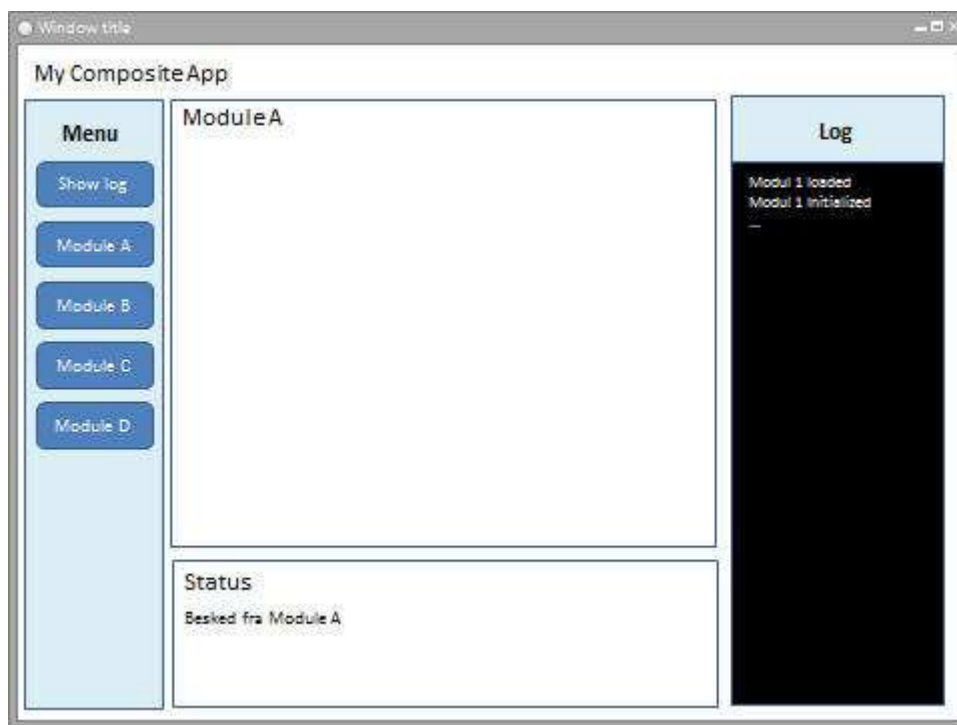 Window title
My Composite App
Menu
Show log
Module A
Module B
Module C
Module D
Module A
Status
Besked fra Module A
Log
Modul 1 loaded
Modul 1 Initialized
...